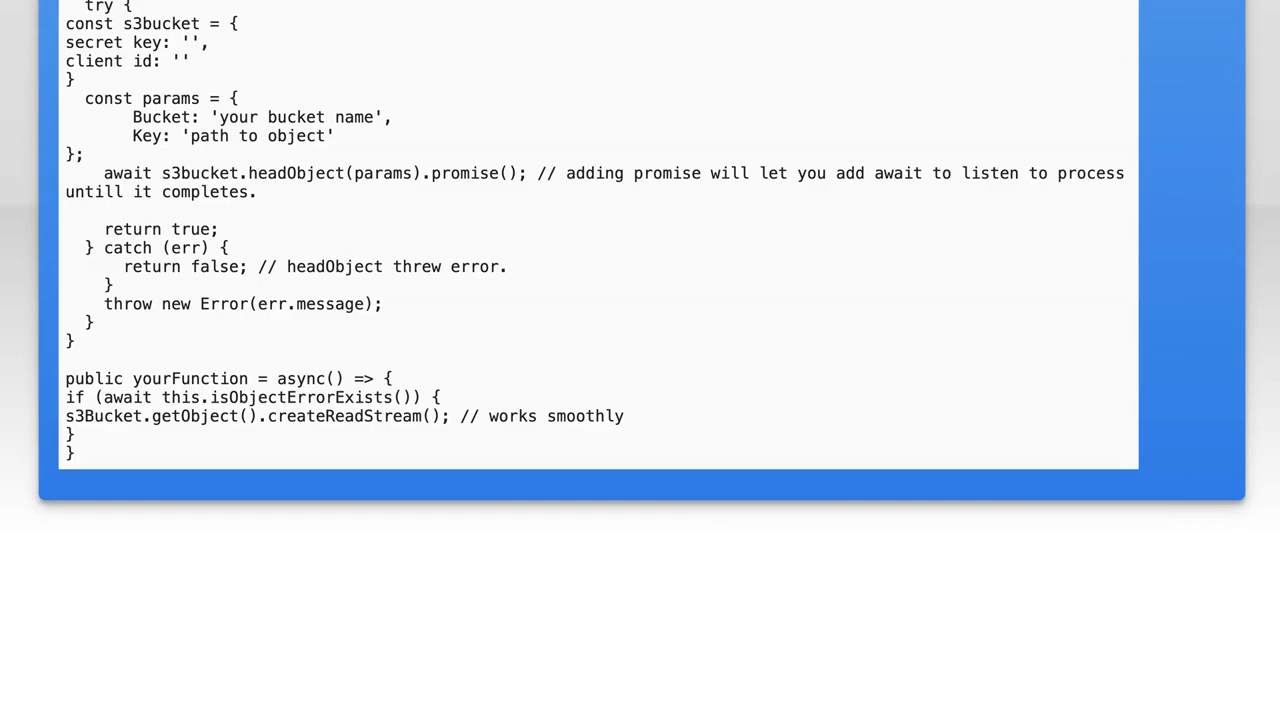 try {
const s3bucket = {
secret key: '',
client id: ''
}
const params = {
Bucket: 'your bucket name',
Key: 'path to object'
};
await s3bucket.headObject(params).promise(); // adding promise will let you add await to listen to process
untill it completes.
return true;
} catch (err) {
return false; // headObject threw error.
}
throw new Error(err.message);
}
}
public yourFunction = async() => {
if (await this.isObjectErrorExists()) {
s3Bucket.getObject().createReadStream(); // works smoothly
}
}